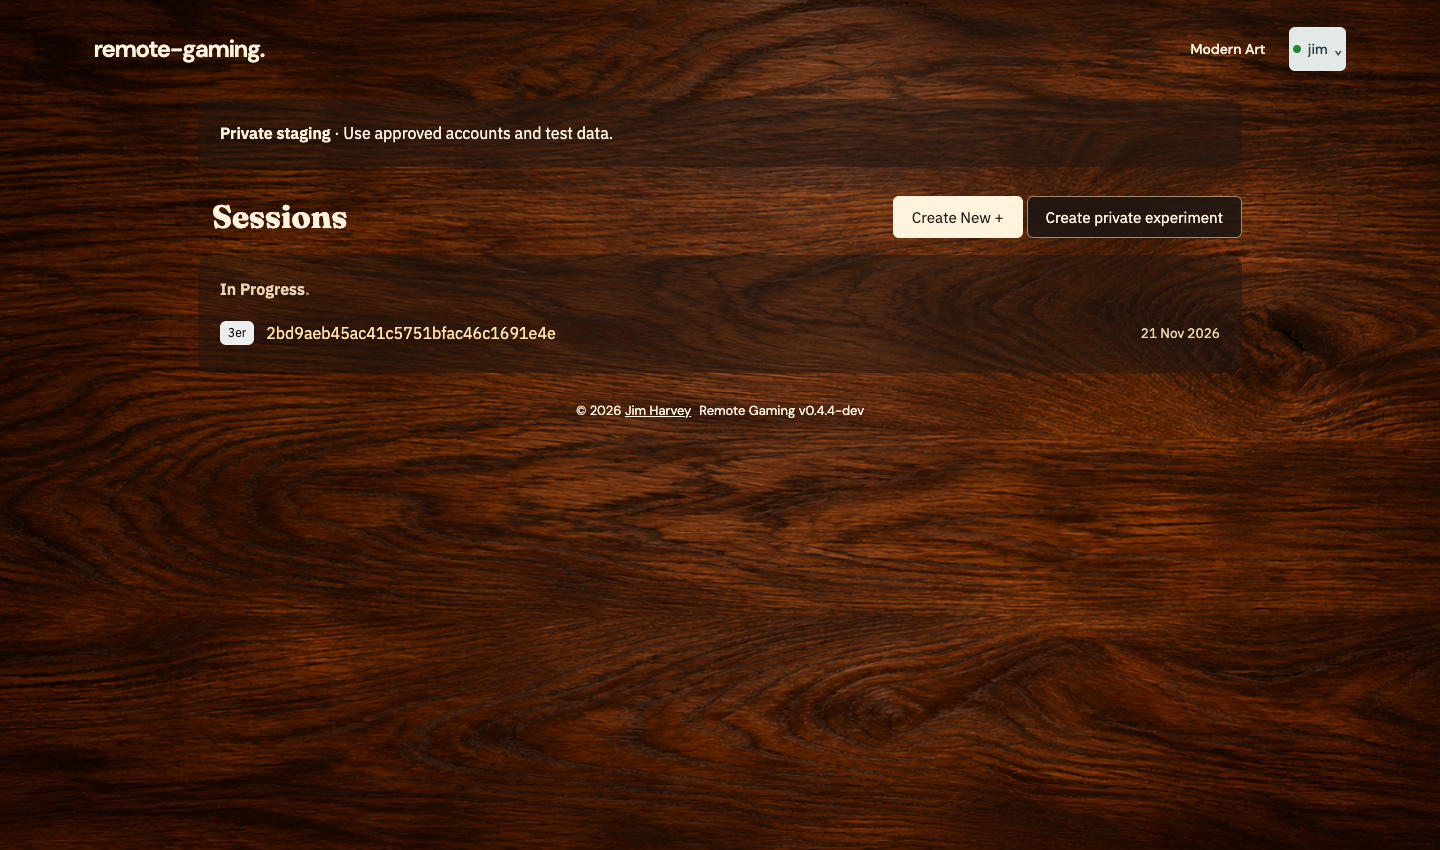 remote-gaming.
Modern Art
jim
Private staging · Use approved accounts and test data.
Sessions
Create New +
Create private experiment
In Progress.
3er
2bd9aeb45ac41c5751bfac46c1691e4e
21 Nov 2026
© 2026 Jim Harvey Remote Gaming v0.4.4-dev